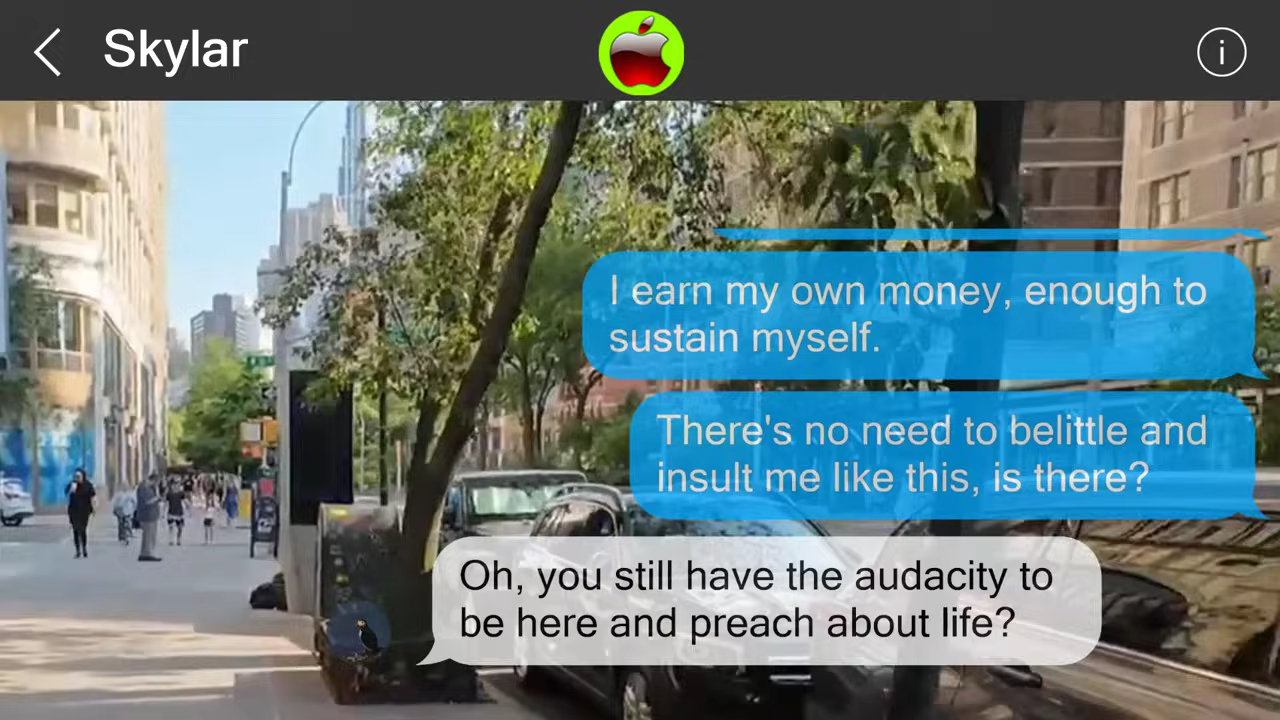 Skylar
I earn my own money, enough to
sustain myself.
There's no need to belittle and
insult me like this, is there?
Oh, you still have the audacity to
be here and preach about life?